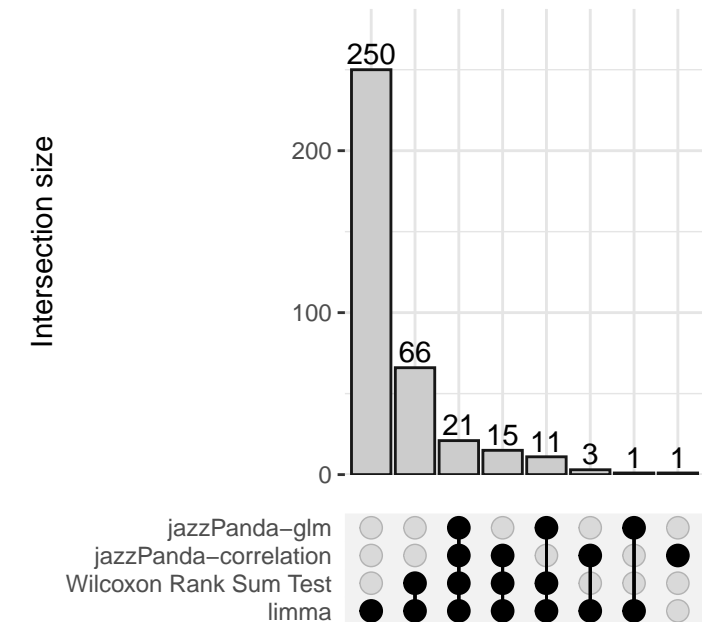 250
200
Intersection size
100
66
21
15
11
3
1
1
0
jazzPanda−glm
jazzPanda−correlation
Wilcoxon Rank Sum Test
limma